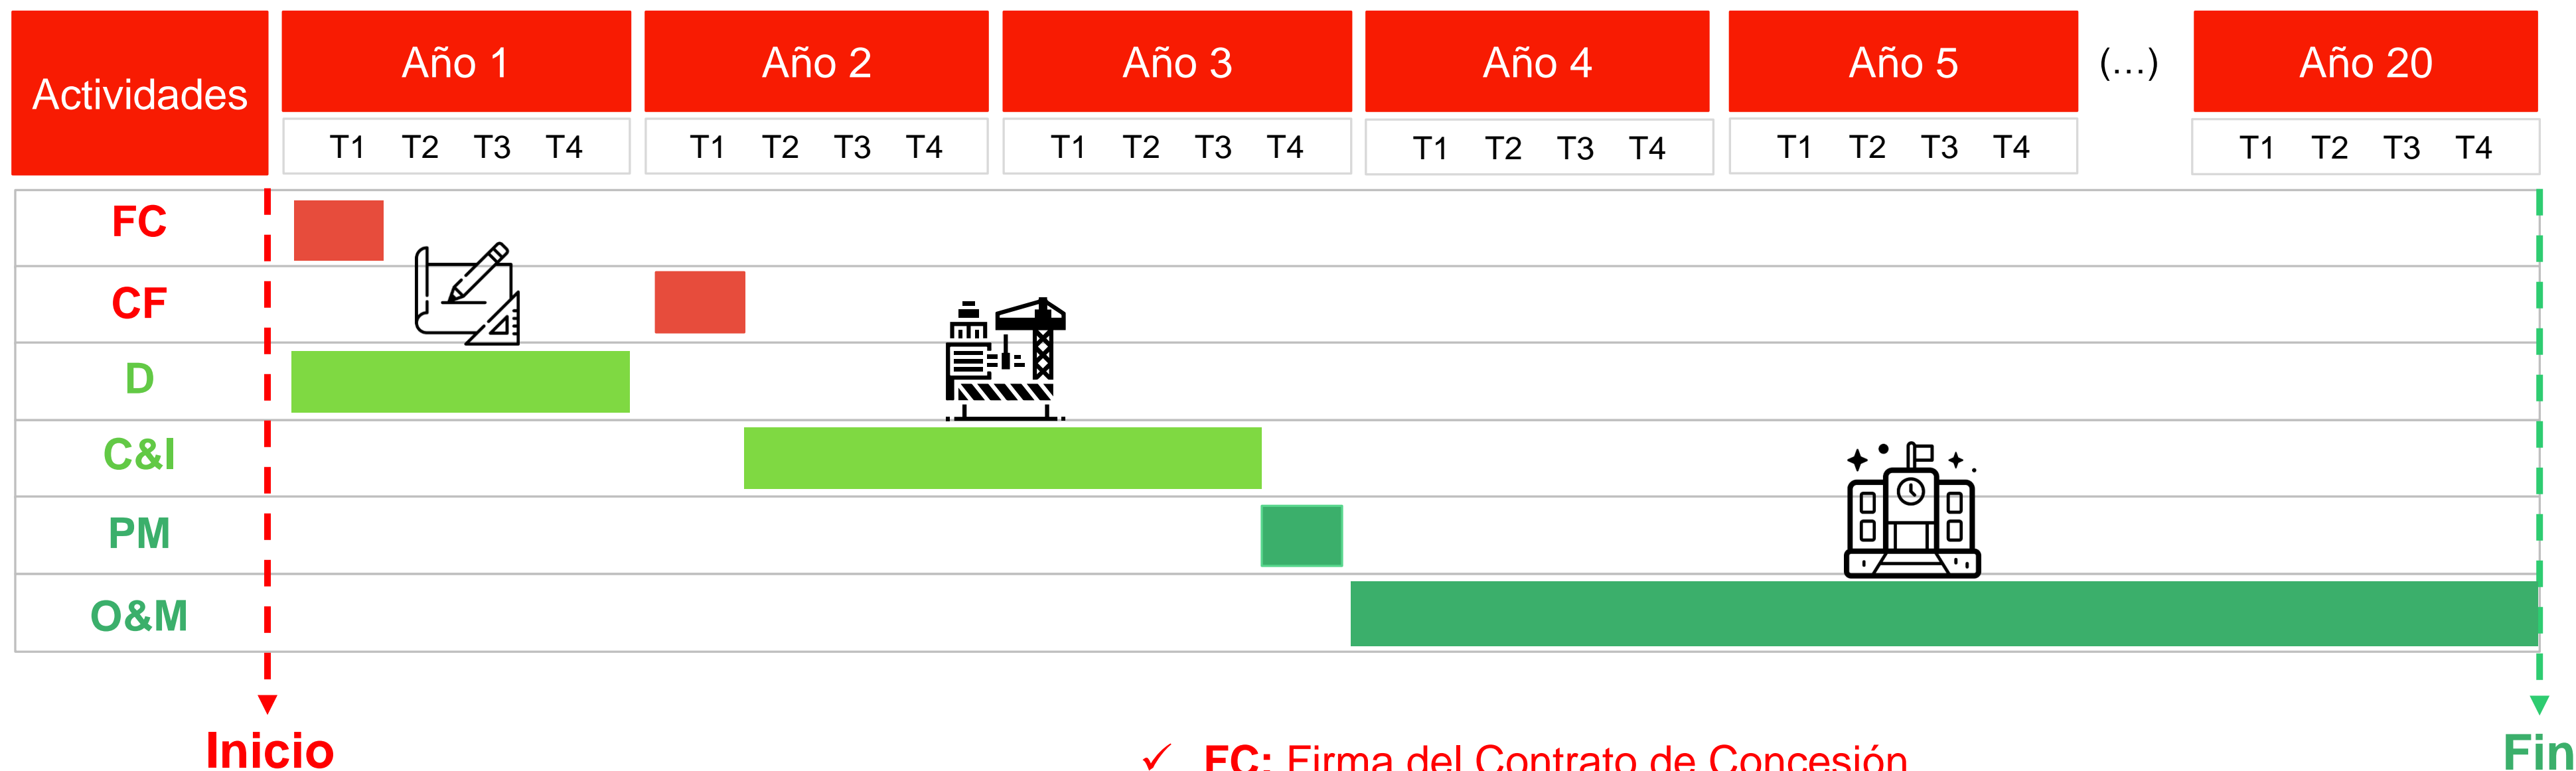 Actividades
Año 1 Año 2 Año 3 Año 4 Año 5 (...) Año 20
T1 T2 T3 T4 T1 T2 T3 T4 T1 T2 T3 T4 T1 T2 T3 T4 T1 T2 T3 T4 T1 T2 T3 T4
FC
CF
D
C&I
PM
O&M
Inicio
Fin
✓ FC: Firma del Contrato de Concesión